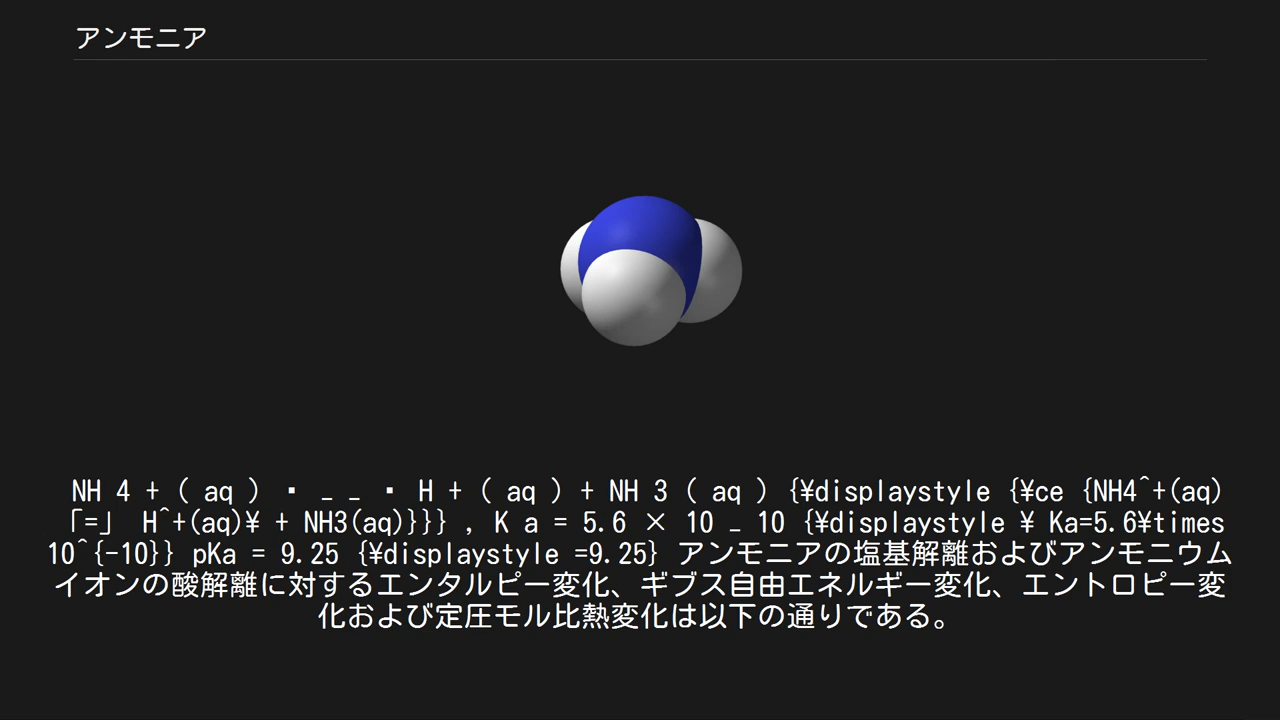 アンモニア
NH 4 + ( aq ) ▪ _ _ ▪ H + ( aq ) + NH 3 ( aq ) {¥displaystyle {¥ce {NH4^+(aq)
「=」 H^+(aq)¥ + NH3(aq)}}} , K a = 5.6 × 10 − 10 {¥displaystyle ¥ Ka=5.6¥times
10^{-10}} pKa = 9.25 {¥displaystyle =9.25} アンモニアの塩基解離およびアンモニウム
イオンの酸解離に対するエンタルピー変化、ギブス自由エネルギー変化、エントロピー変
化および定圧モル比熱変化は以下の通りである。